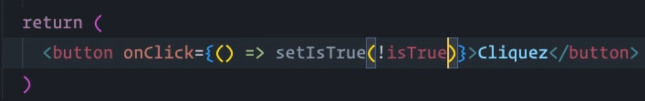 return (
<button onClick={() => setIsTrue(!isTrue)}>Cliquez</button>
)